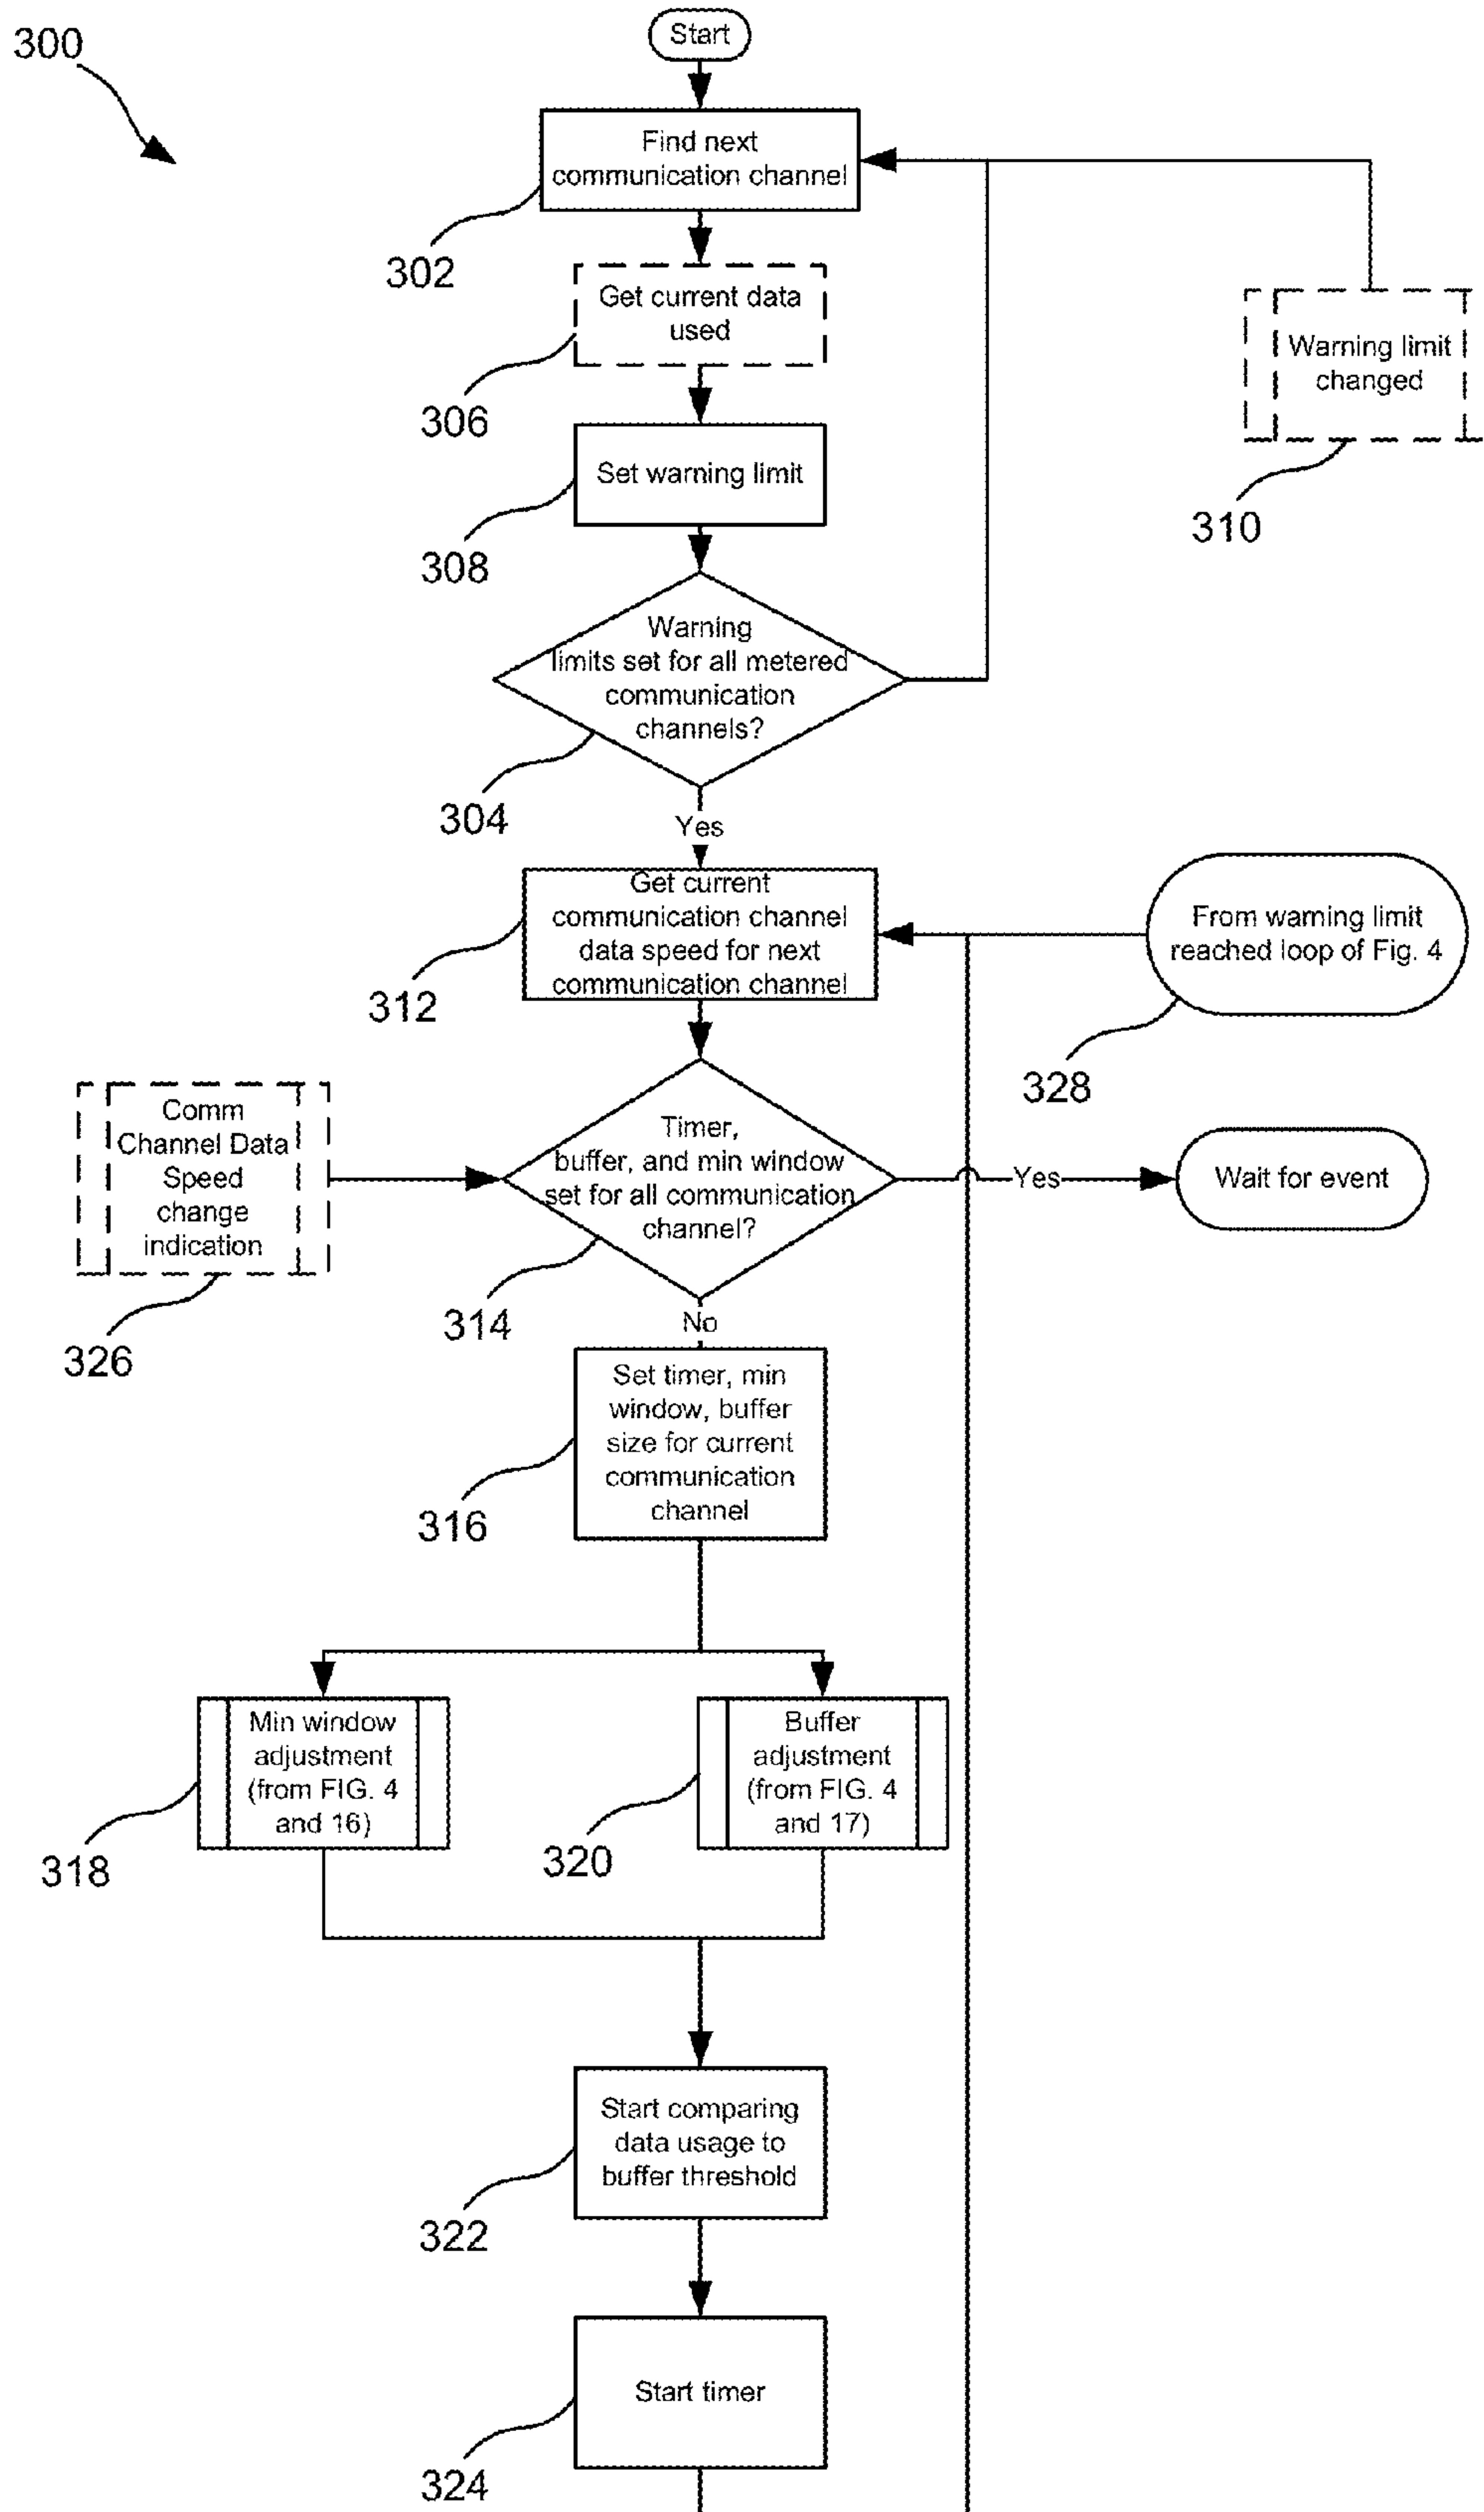 300
Start
Find next
communication channel
302
Get current data
used
306
Warning limit
changed
310
Set warning limit
308
Warning
limits set for all metered
communication
channels?
304
Yes
Get current
communication channel
data speed for next
communication channel
312
From warning limit
reached loop of Fig. 4
328
Comm
Channel Data
Speed
change
indication
326
Timer,
buffer, and min window
set for all communication
channel?
314
Yes
Wait for event
No
Set timer, min
window, buffer
size for current
communication
channel
316
Min window
adjustment
(from FIG. 4
and 16)
318
Buffer
adjustment
(from FIG. 4
and 17)
320
Start comparing
data usage to
buffer threshold
322
Start timer
324